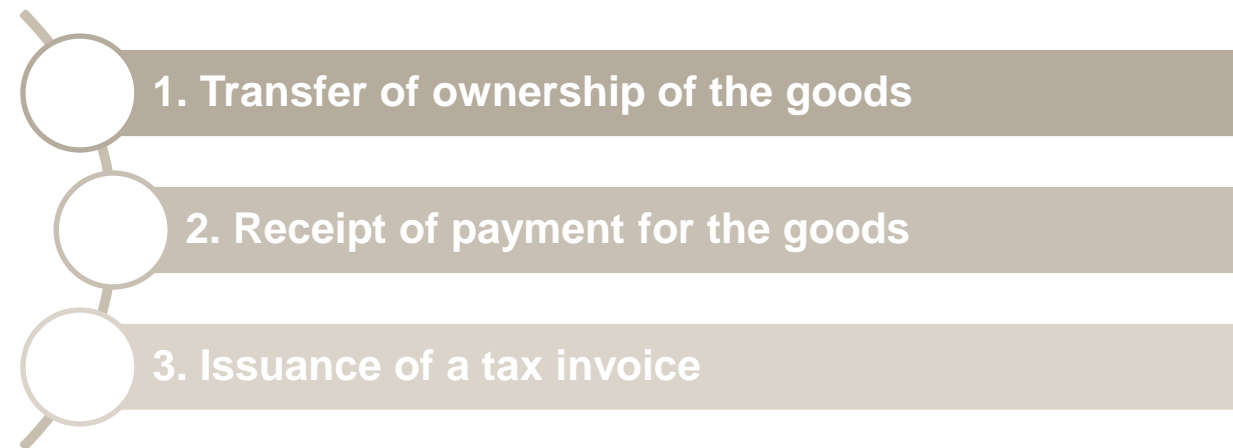 1. Transfer of ownership of the goods
2. Receipt of payment for the goods
3. Issuance of a tax invoice